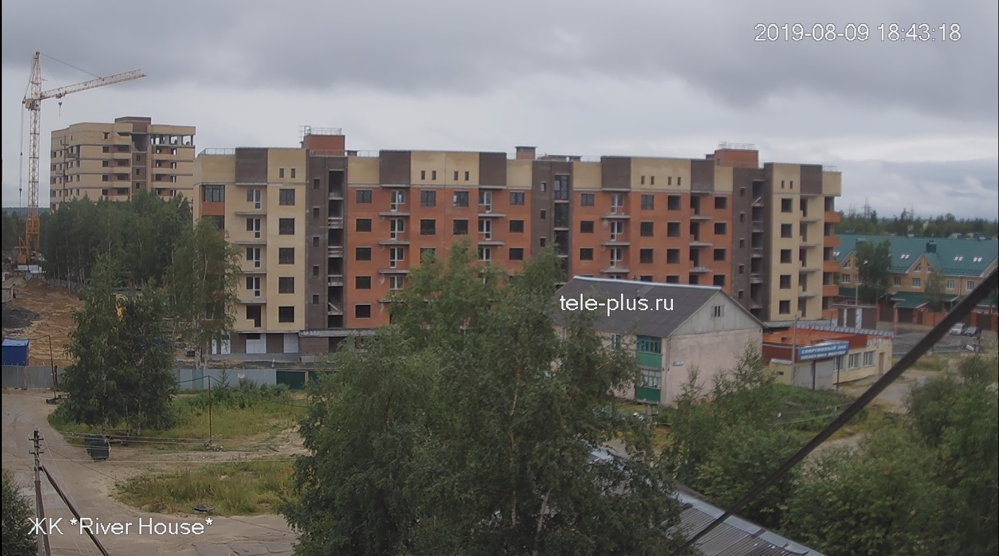 2019-08-09 18:43:18
tele-plus.ru
ЖК *River House*